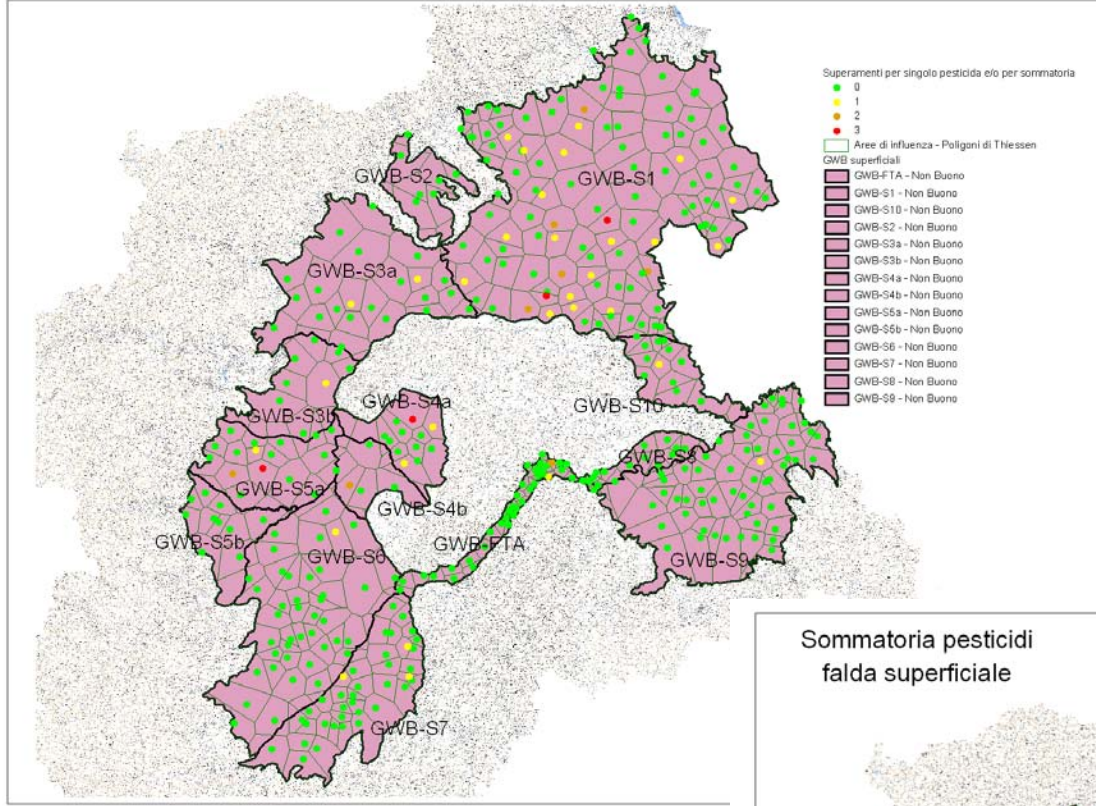 Superamenti per singolo pesticida e/o per sommatoria
0
1
2
3
Aree di influenza - Poligoni di Thiessen
GWB superficiali
GWB-FTA - Non Buono
GWB-S1 - Non Buono
GWB-S10 - Non Buono
GWB-S2 - Non Buono
GWB-S3a - Non Buono
GWB-S3b - Non Buono
GWB-S4a - Non Buono
GWB-S4b - Non Buono
GWB-S5a - Non Buono
GWB-S5b - Non Buono
GWB-S6 - Non Buono
GWB-S7 - Non Buono
GWB-S8 - Non Buono
GWB-S9 - Non Buono
GWB-S2
GWB-S1
GWB-S3a
GWB-S4a
GWB-S10
GWB-S8
GWB-S5a
GWB-S4b
GWB-S5b
GWB-FTA
GWB-S6
GWB-S9
GWB-S7
Sommatoria pesticidi
falda superficiale